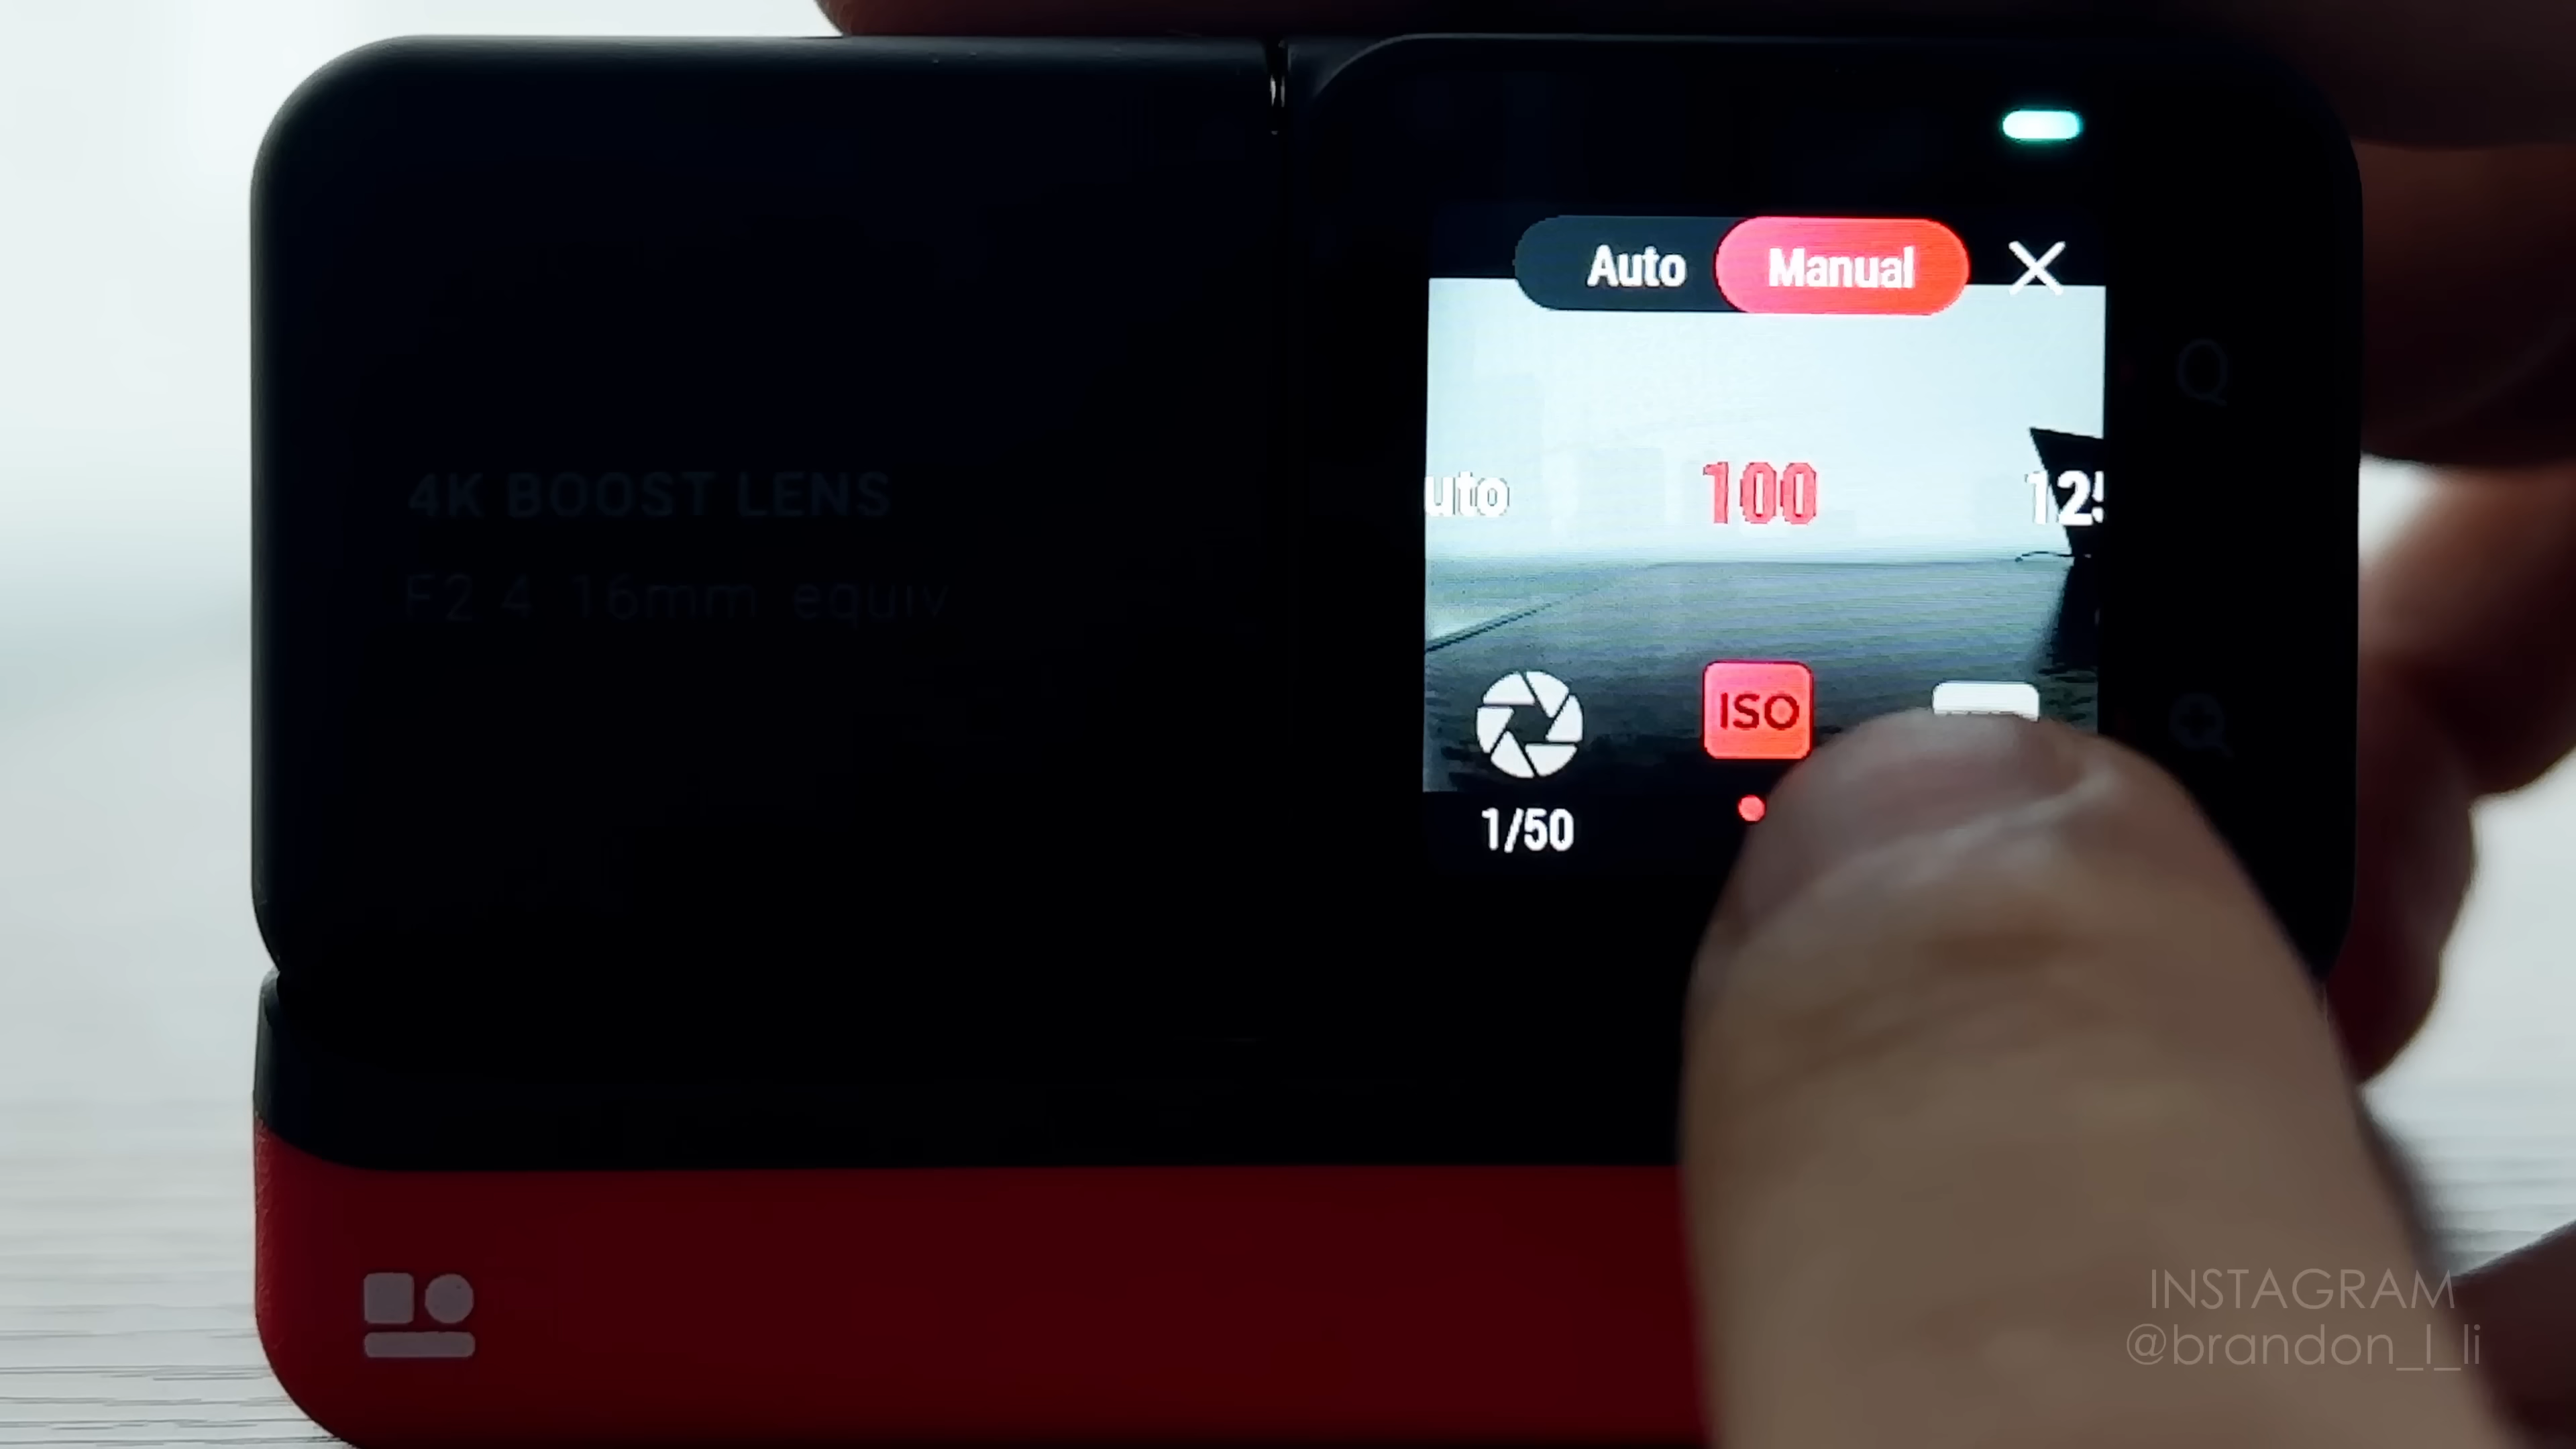 Auto Manual
uto 100 125
4K BOOST LENS
F2.4 16mm equiv
ISO
1/50
Q
INSTAGRAM
@brandon_l_li